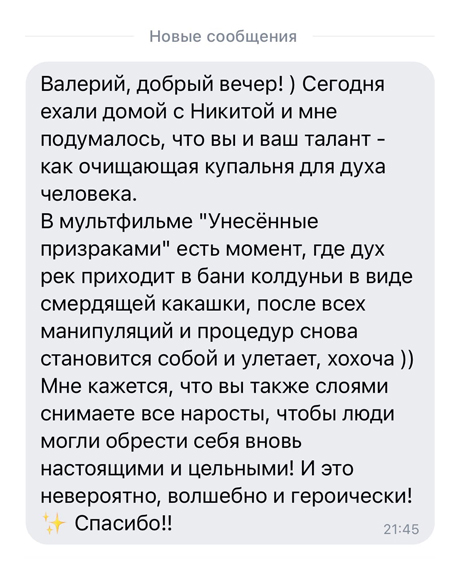 Новые сообщения
Валерий, добрый вечер! ) Сегодня
ехали домой с Никитой и мне
подумалось, что вы и ваш талант -
как очищающая купальня для духа
человека.
В мультфильме "Унесённые
призраками" есть момент, где дух
рек приходит в бани колдуньи в виде
смердящей какашки, после всех
манипуляций и процедур снова
становится собой и улетает, хохоча ))
Мне кажется, что вы также слоями
снимаете все наросты, чтобы люди
могли обрести себя вновь
настоящими и цельными! И это
невероятно, волшебно и героически!
✨ Спасибо!!
21:45